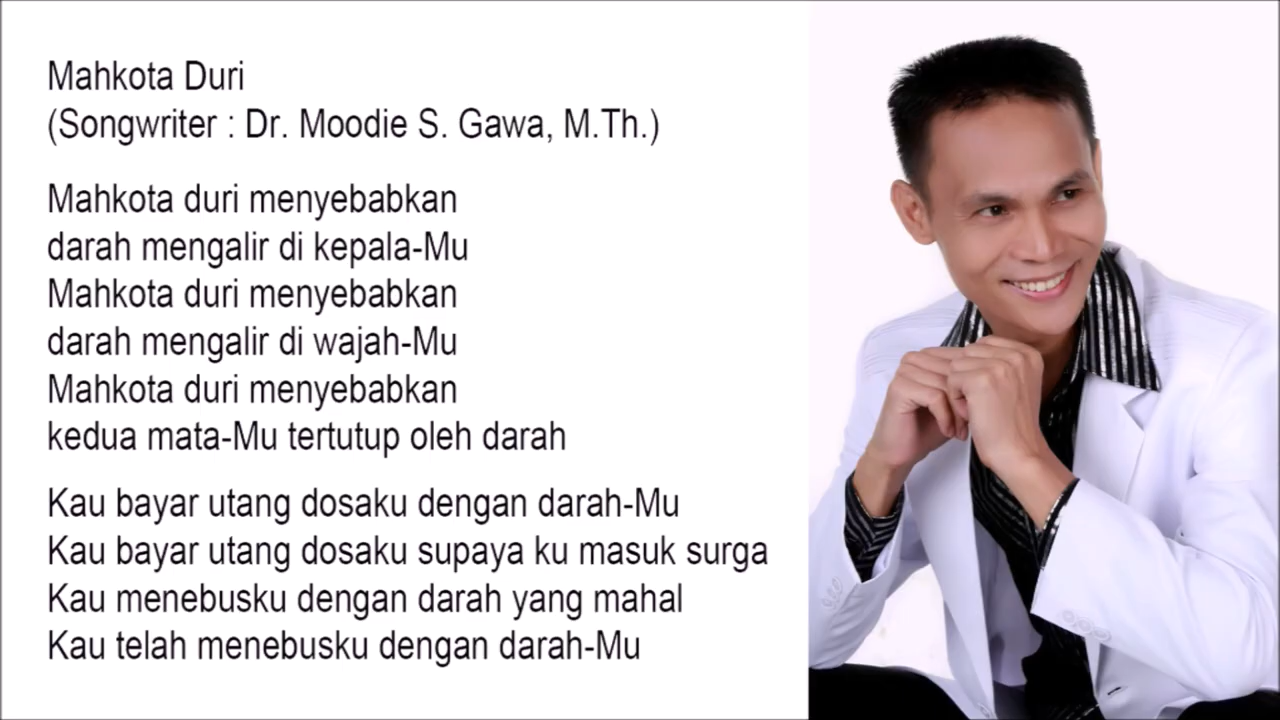 Mahkota Duri
(Songwriter : Dr. Moodie S. Gawa, M.Th.)
Mahkota duri menyebabkan
darah mengalir di kepala-Mu
Mahkota duri menyebabkan
darah mengalir di wajah-Mu
Mahkota duri menyebabkan
kedua mata-Mu tertutup oleh darah
Kau bayar utang dosaku dengan darah-Mu
Kau bayar utang dosaku supaya ku masuk surga
Kau menebusku dengan darah yang mahal
Kau telah menebusku dengan darah-Mu